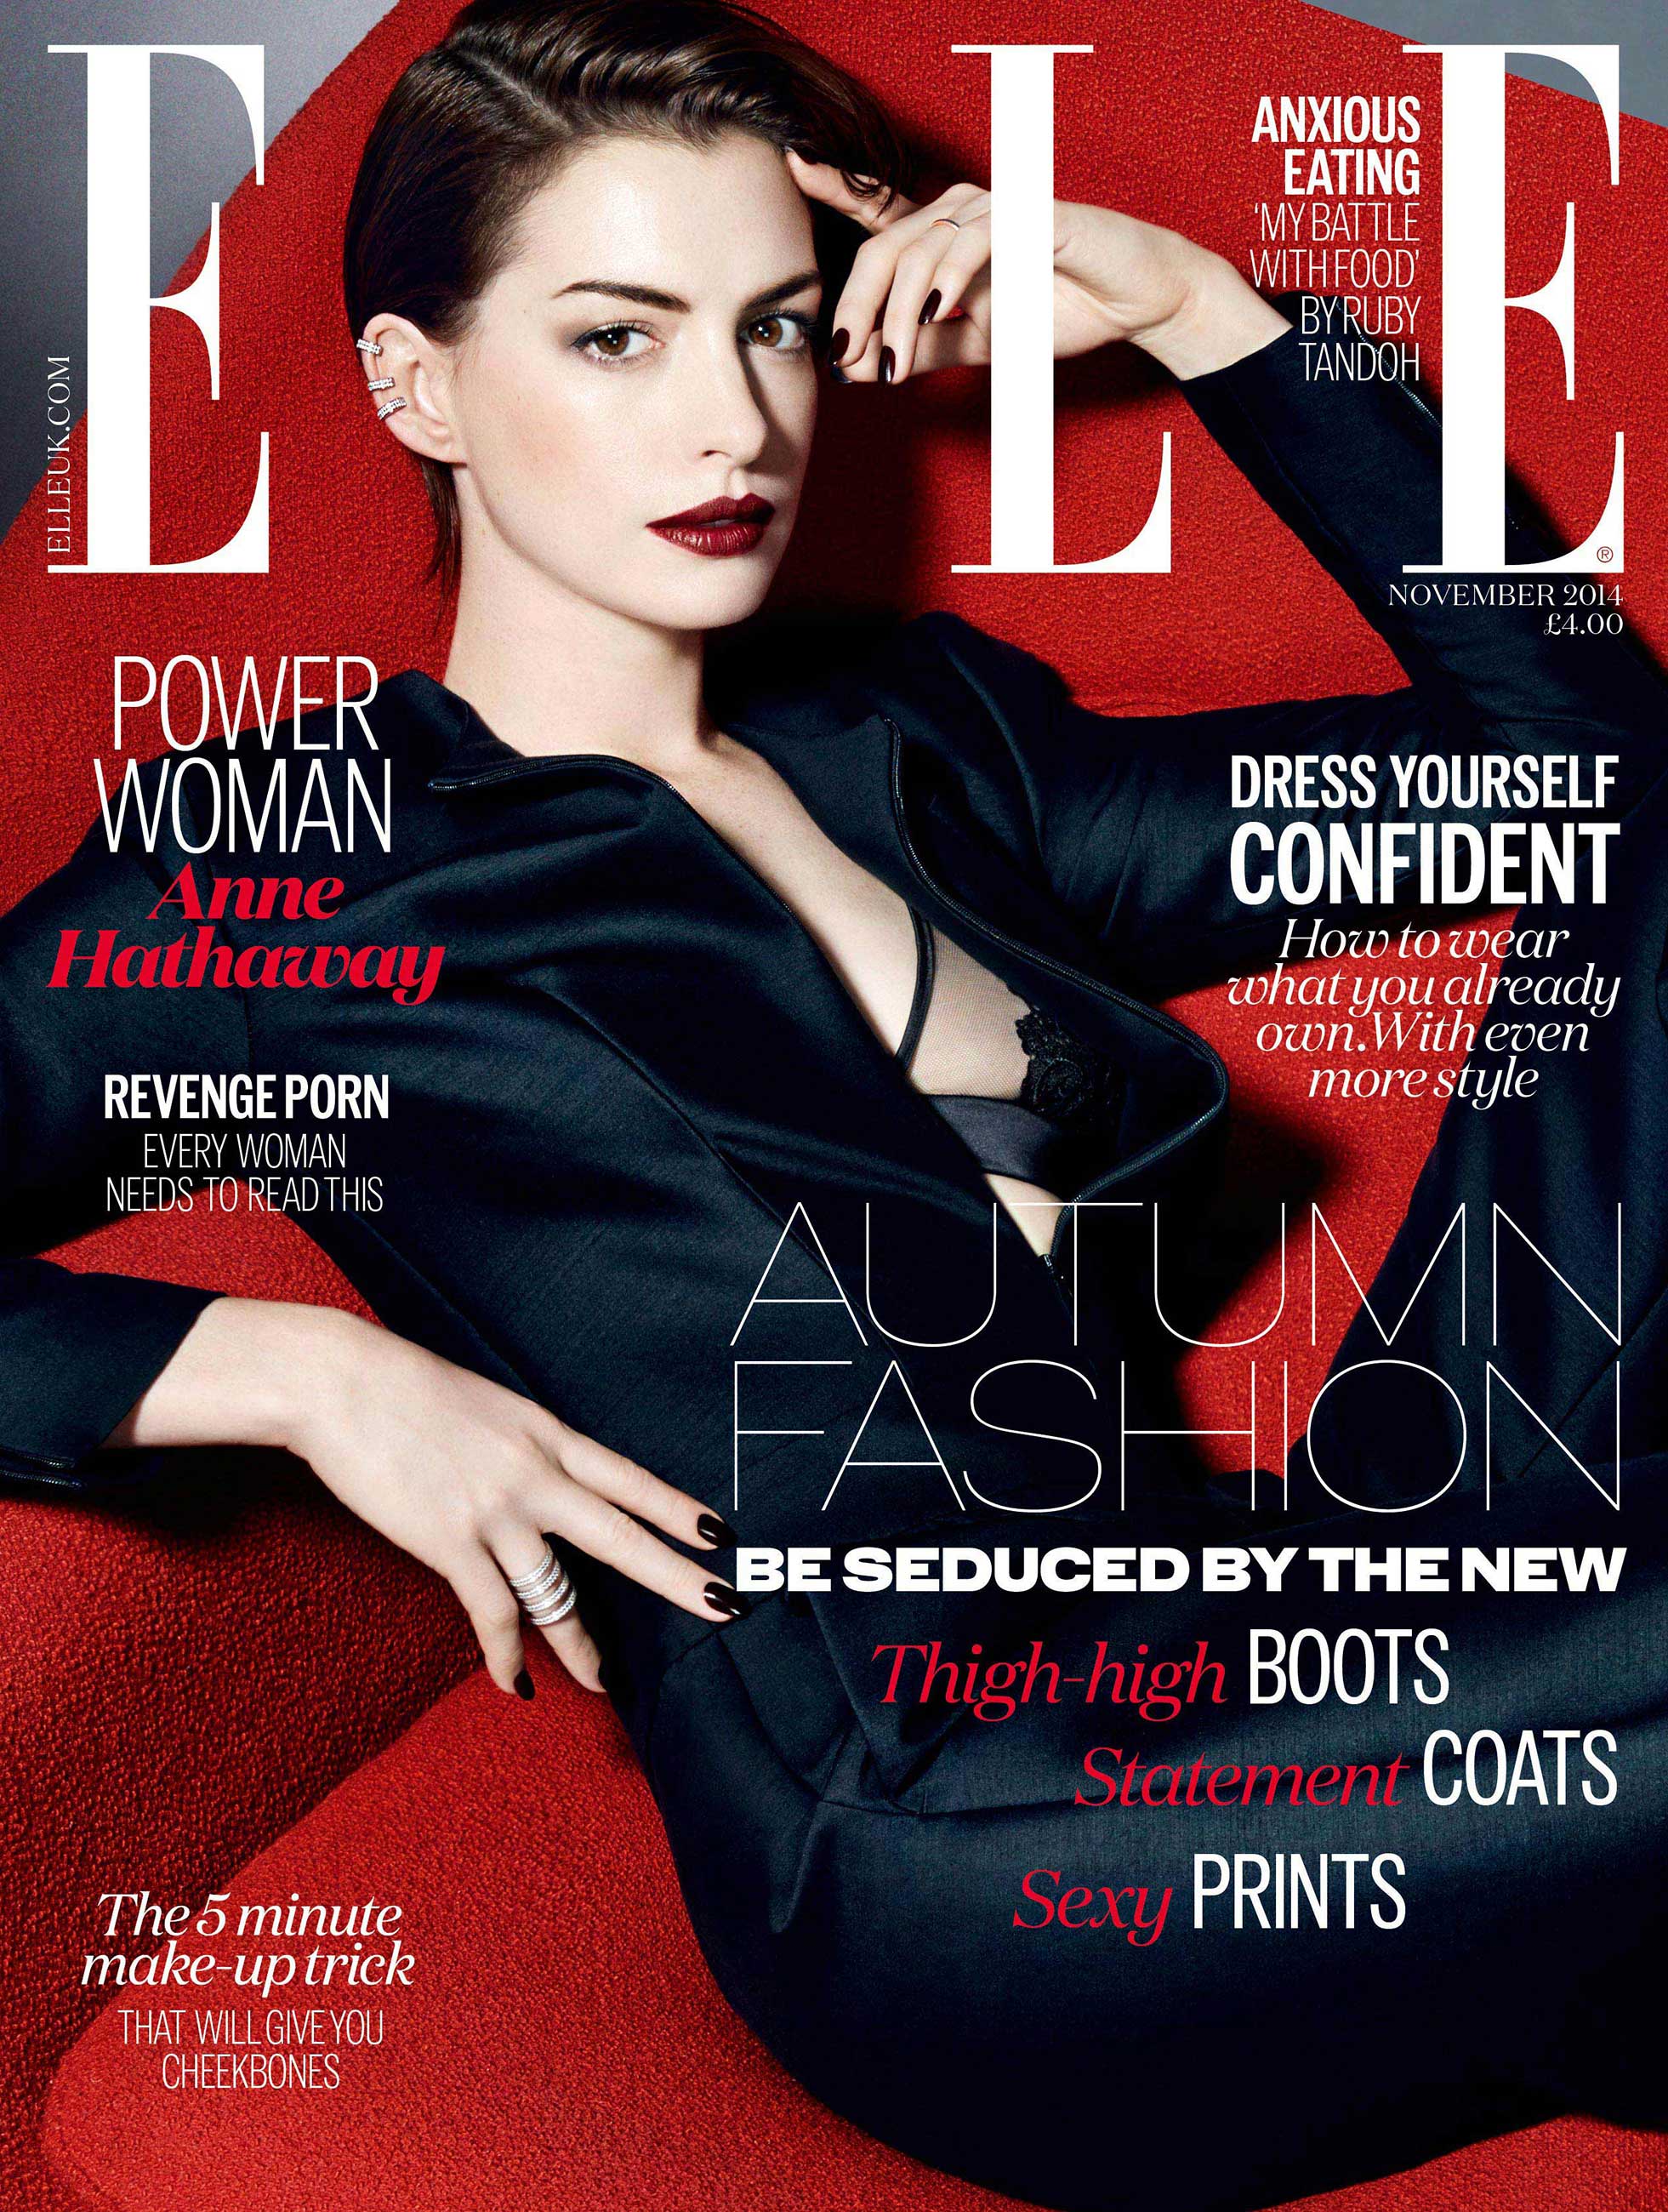 ELLE
ELLEUK.COM
ANXIOUS
EATING
‘MY BATTLE
WITH FOOD’
BY RUBY
TANDOH
®
NOVEMBER 2014
£4.00
POWER
WOMAN
Anne
Hathaway
REVENGE PORN
EVERY WOMAN
NEEDS TO READ THIS
DRESS YOURSELF
CONFIDENT
How to wear
what you already
own. With even
more style
AUTUMN
FASHION
BE SEDUCED BY THE NEW
Thigh-high BOOTS
Statement COATS
Sexy PRINTS
The 5 minute
make-up trick
THAT WILL GIVE YOU
CHEEKBONES